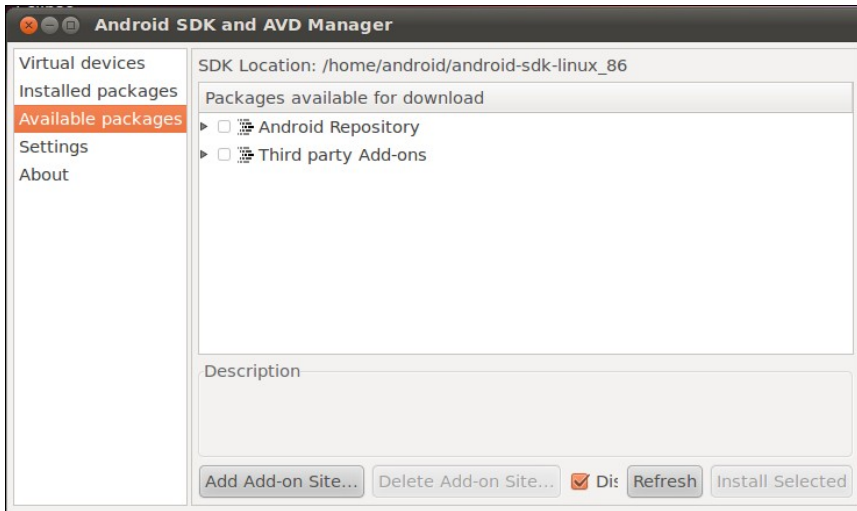 Android SDK and AVD Manager
Virtual devices
Installed packages
Available packages
Settings
About
SDK Location: /home/android/android-sdk-linux_86
Packages available for download
Android Repository
Third party Add-ons
Description
Add Add-on Site... Delete Add-on Site... Dis Refresh Install Selected